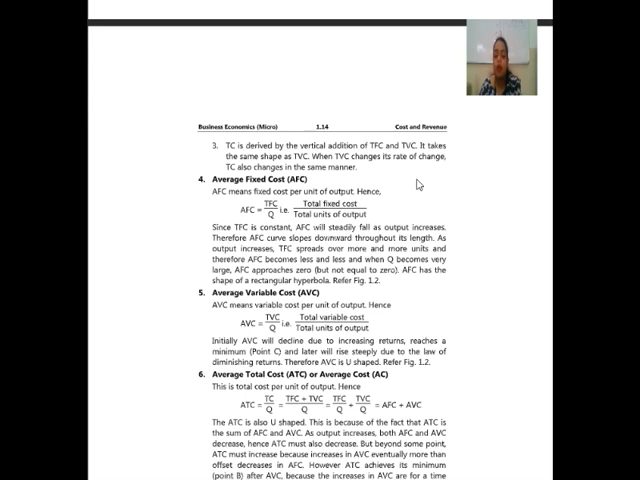 Business Economics (Micro) 1.14 Cost and Revenue
3. TC is derived by the vertical addition of TFC and TVC. It takes
the same shape as TVC. When TVC changes its rate of change,
TC also changes in the same manner.
4. Average Fixed Cost (AFC)
AFC means fixed cost per unit of output. Hence,
AFC = TFC/Q i.e. Total fixed cost/Total units of output
Since TFC is constant, AFC will steadily fall as output increases.
Therefore AFC curve slopes downward throughout its length. As
output increases, TFC spreads over more and more units and
therefore AFC becomes less and less and when Q becomes very
large, AFC approaches zero (but not equal to zero). AFC has the
shape of a rectangular hyperbola. Refer Fig. 1.2.
5. Average Variable Cost (AVC)
AVC means variable cost per unit of output. Hence
AVC = TVC/Q i.e. Total variable cost/Total units of output
Initially AVC will decline due to increasing returns, reaches a
minimum (Point C) and later will rise steeply due to the law of
diminishing returns. Therefore AVC is U shaped. Refer Fig. 1.2.
6. Average Total Cost (ATC) or Average Cost (AC)
This is total cost per unit of output. Hence
ATC = TC/Q = TFC + TVC/Q = TFC/Q + TVC/Q = AFC + AVC
The ATC is also U shaped. This is because of the fact that ATC is
the sum of AFC and AVC. As output increases, both AFC and AVC
decrease, hence ATC must also decrease. But beyond some point,
ATC must increase because increases in AVC eventually more than
offset decreases in AFC. However ATC achieves its minimum
(point B) after AVC, because the increases in AVC are for a time